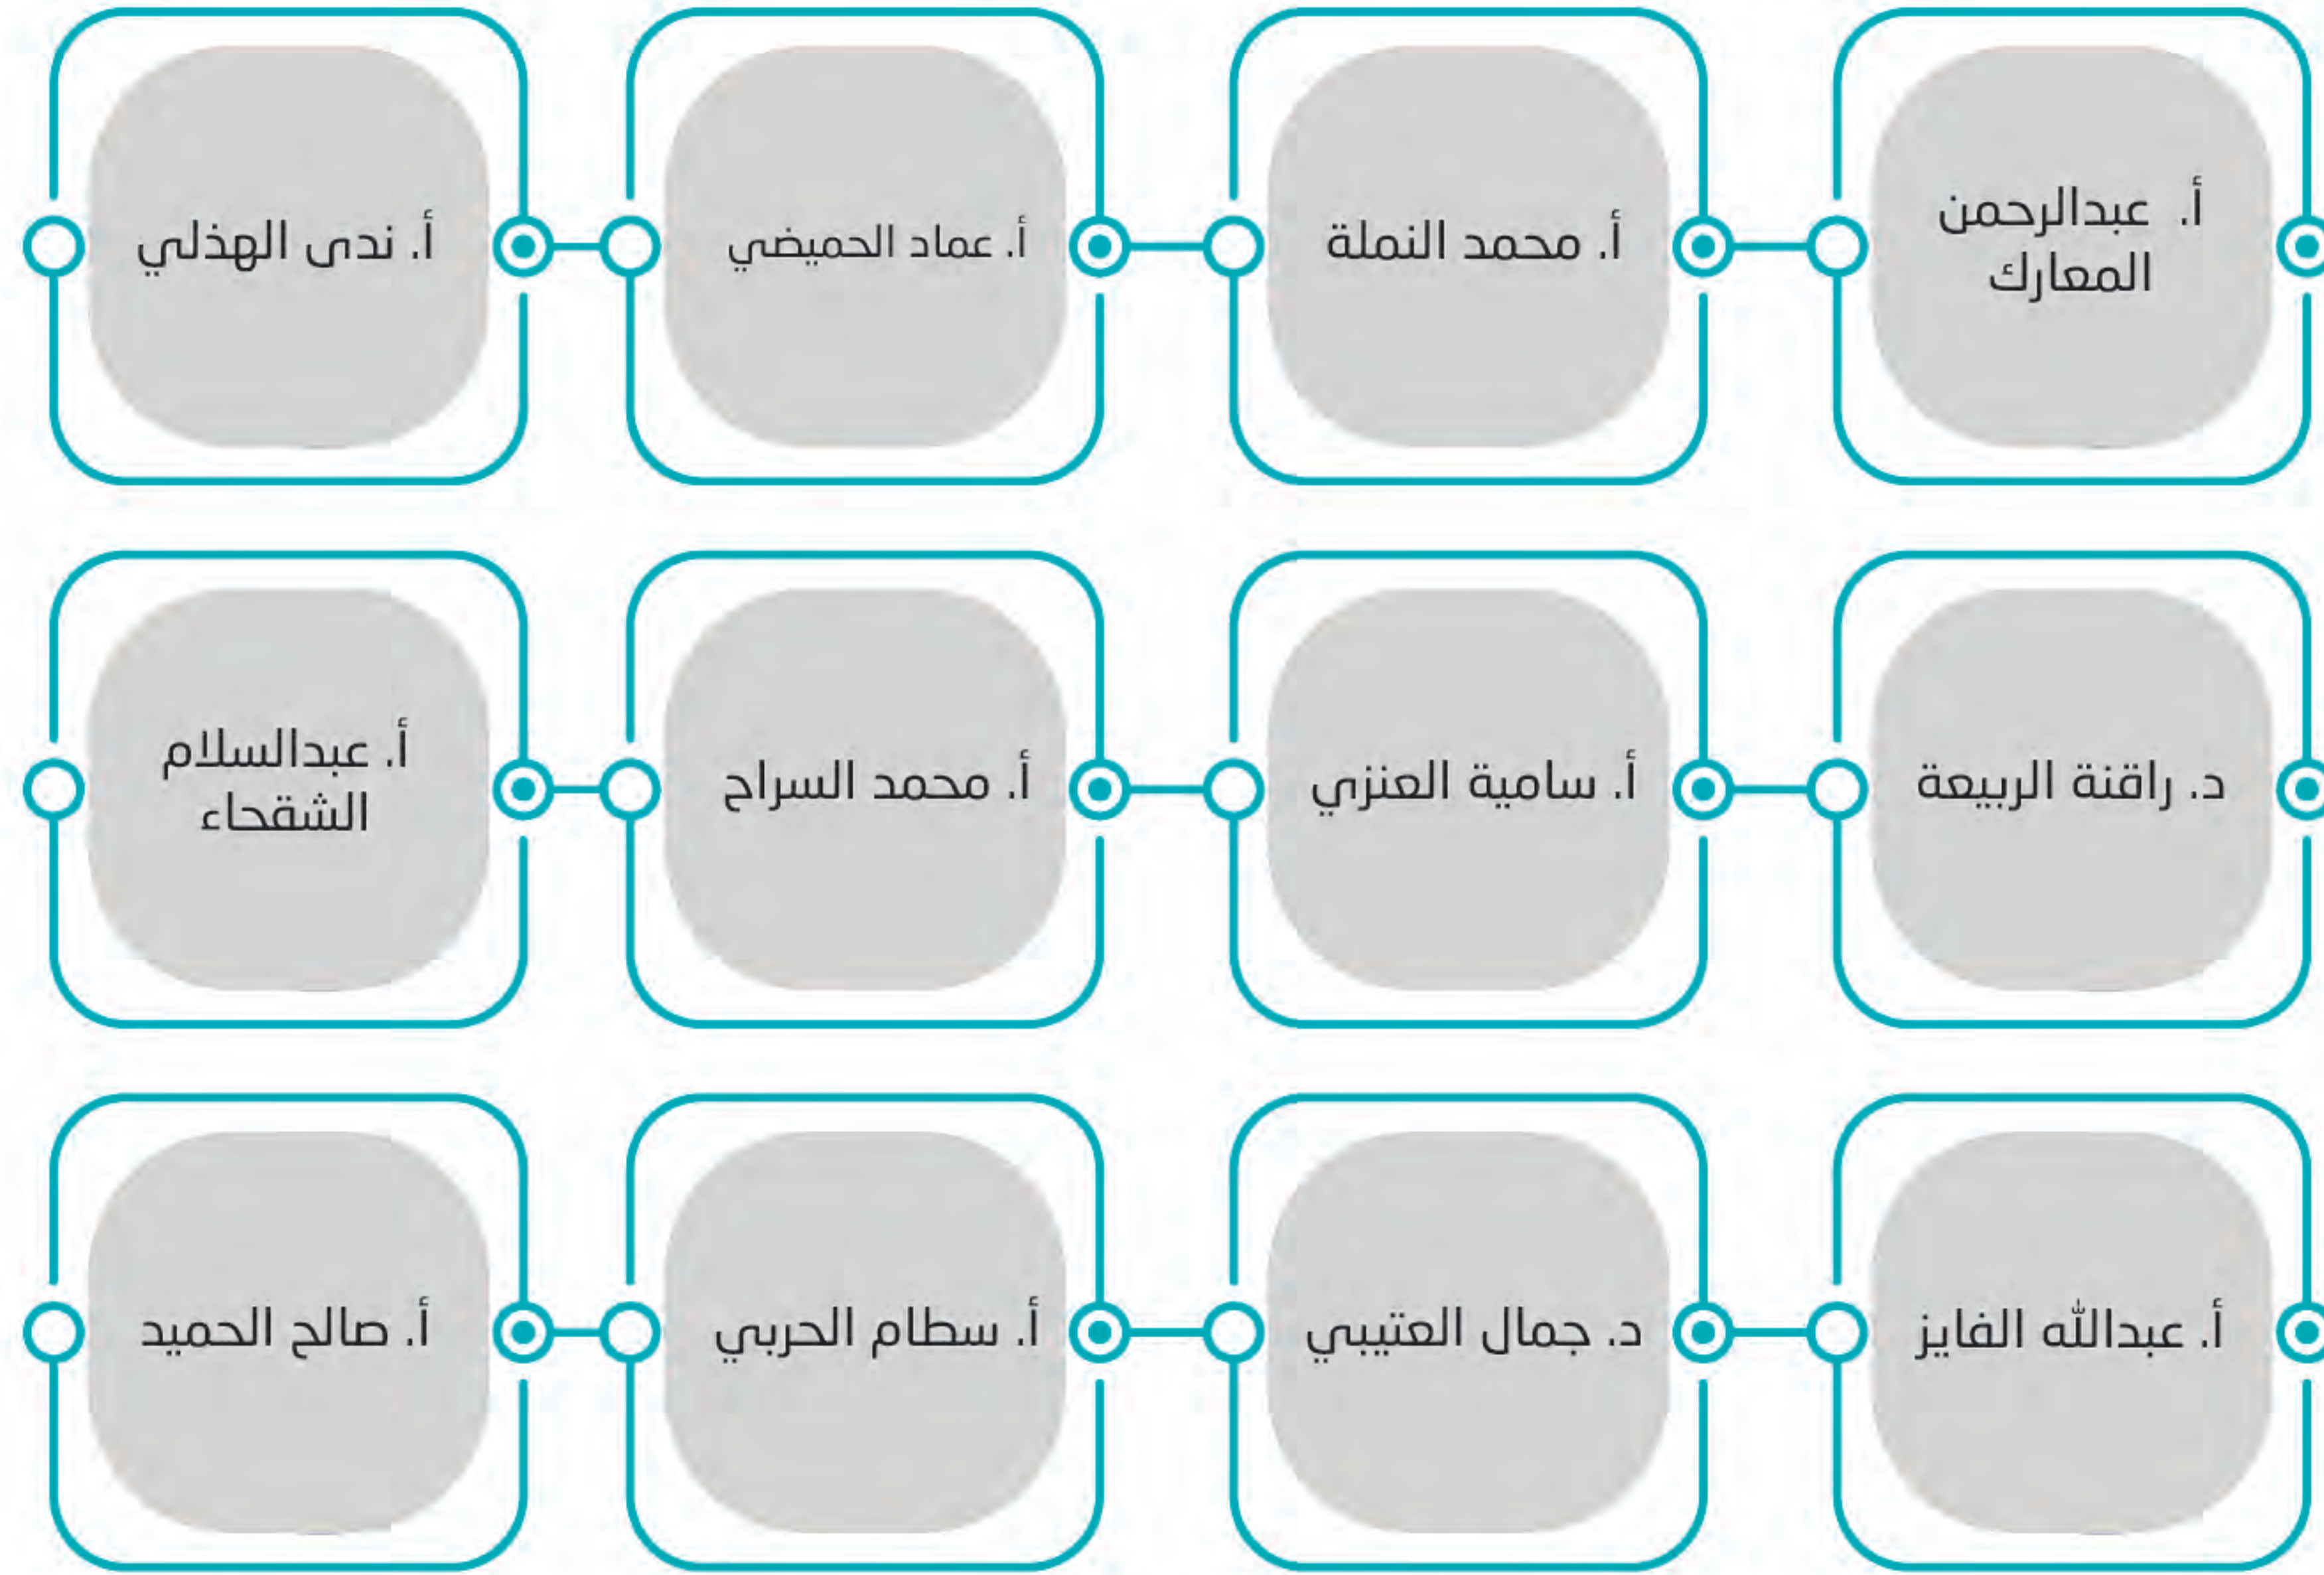 أ. عبدالرحمن
المعارك
أ. محمد النملة
أ. عماد الحميضي
أ. ندى الهذلي
د. راقنة الربيعة
أ. سامية العنزي
أ. محمد السراح
أ. عبدالسلام
الشقحاء
أ. عبدالله الفايز
د. جمال العتيبي
أ. سطام الحربي
أ. صالح الحميد